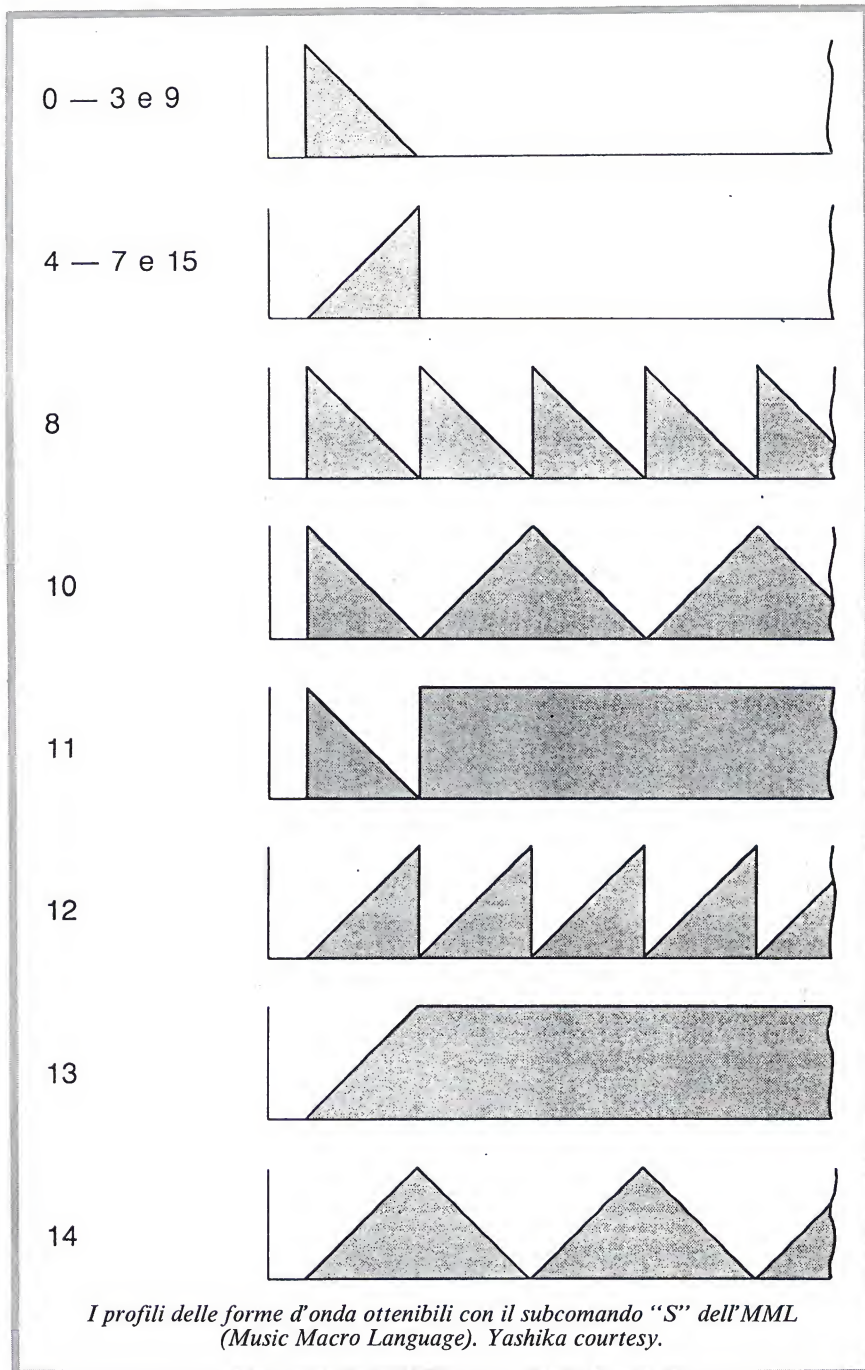 0 — 3 e 9
4 — 7 e 15
8
10
11
12
13
14
I profili delle forme d'onda ottenibili con il subcomando “S” dell'MML
(Music Macro Language). Yashika courtesy.